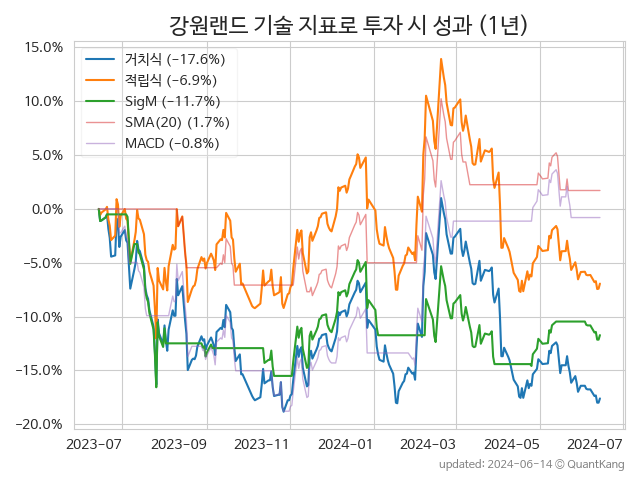 강원랜드 기술 지표로 투자 시 성과 (1년)
15.0%
10.0%
5.0%
0.0%
−5.0%
−10.0%
−15.0%
−20.0%
거치식 (−17.6%)
적립식 (−6.9%)
SigM (−11.7%)
SMA(20) (1.7%)
MACD (−0.8%)
2023-07 2023-09 2023-11 2024-01 2024-03 2024-05 2024-07
updated: 2024-06-14 © QuantKang